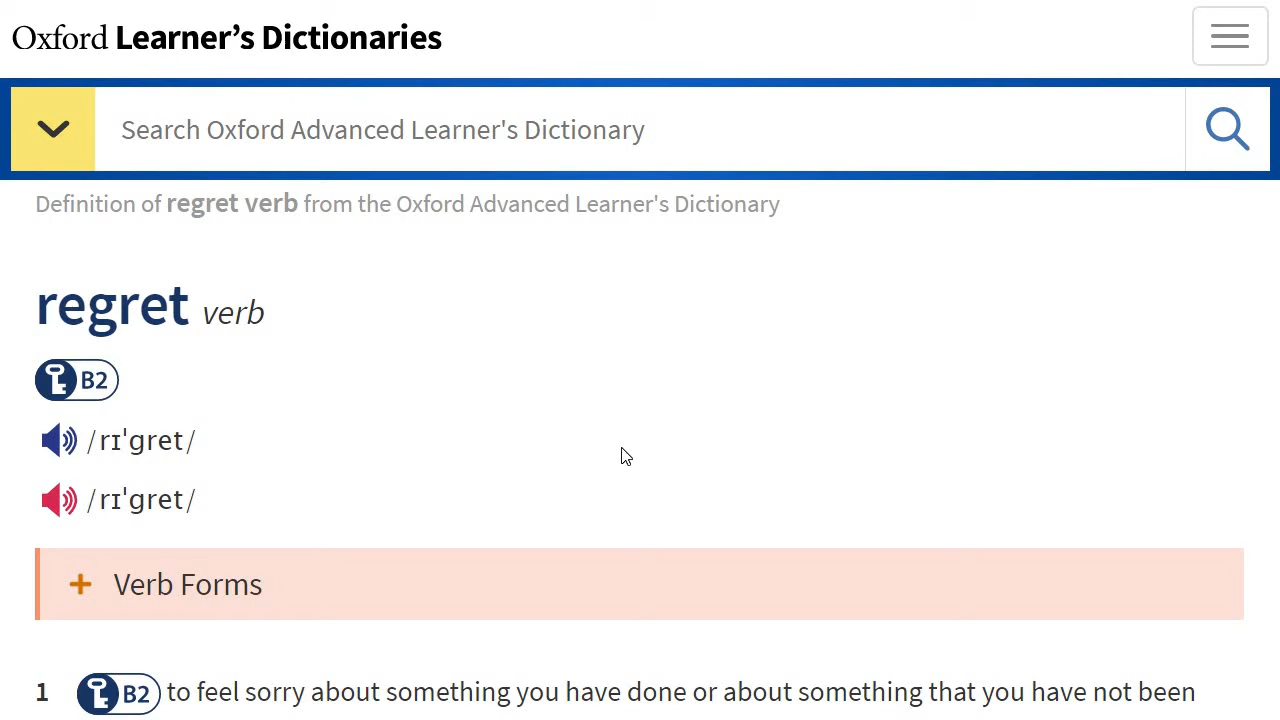 Oxford Learner’s Dictionaries
Search Oxford Advanced Learner's Dictionary
Definition of regret verb from the Oxford Advanced Learner's Dictionary
regret verb
B2
/rɪˈɡret/
/rɪˈɡret/
+ Verb Forms
1 B2 to feel sorry about something you have done or about something that you have not been